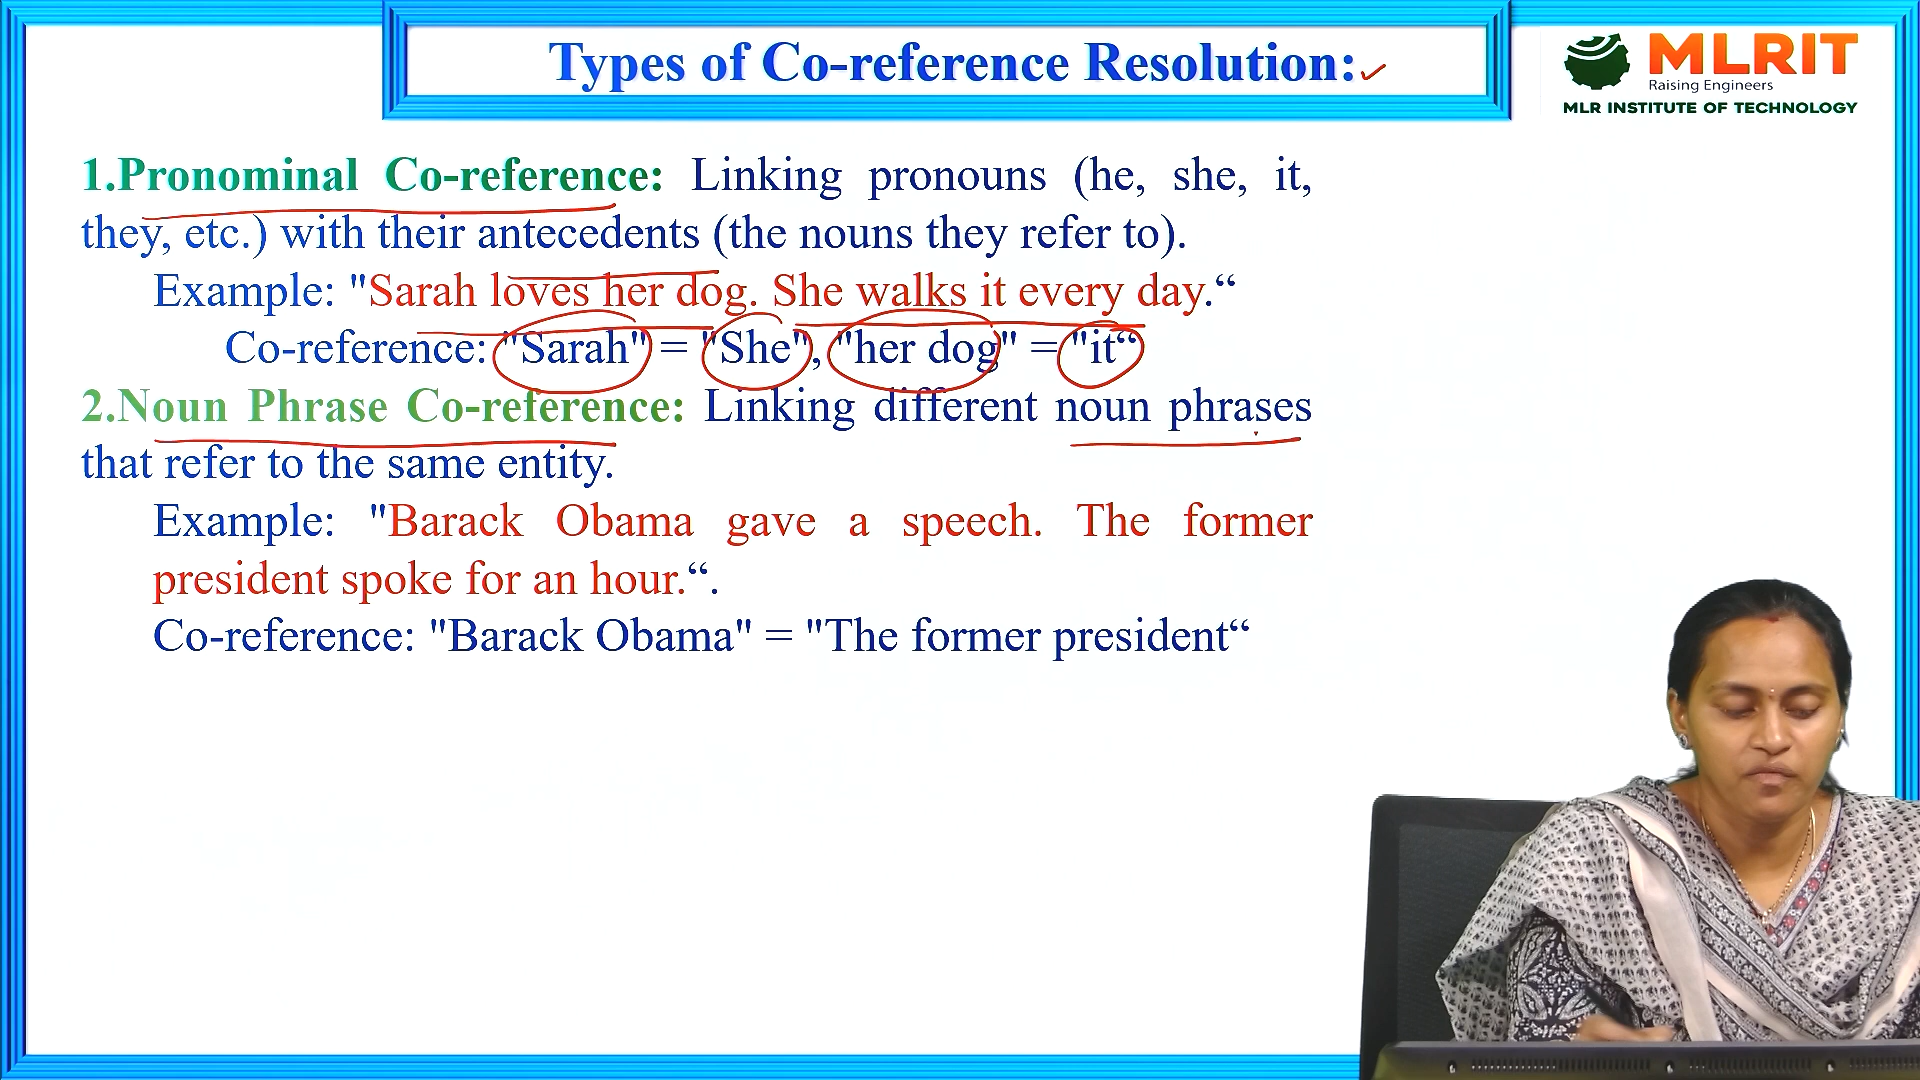 Types of Co-reference Resolution:
MLRIT
Raising Engineers
MLR INSTITUTE OF TECHNOLOGY
1.Pronominal Co-reference: Linking pronouns (he, she, it,
they, etc.) with their antecedents (the nouns they refer to).
Example: "Sarah loves her dog. She walks it every day.“
Co-reference: "Sarah" = "She", "her dog" = "it“
2.Noun Phrase Co-reference: Linking different noun phrases
that refer to the same entity.
Example: "Barack Obama gave a speech. The former
president spoke for an hour.“.
Co-reference: "Barack Obama" = "The former president“